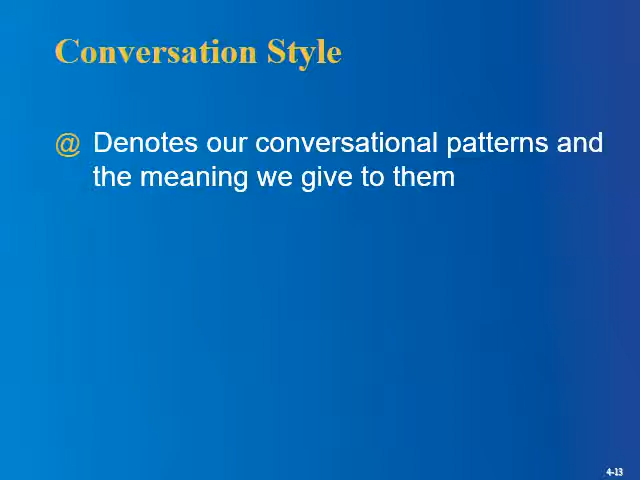 Conversation Style
@ Denotes our conversational patterns and
the meaning we give to them
4-13